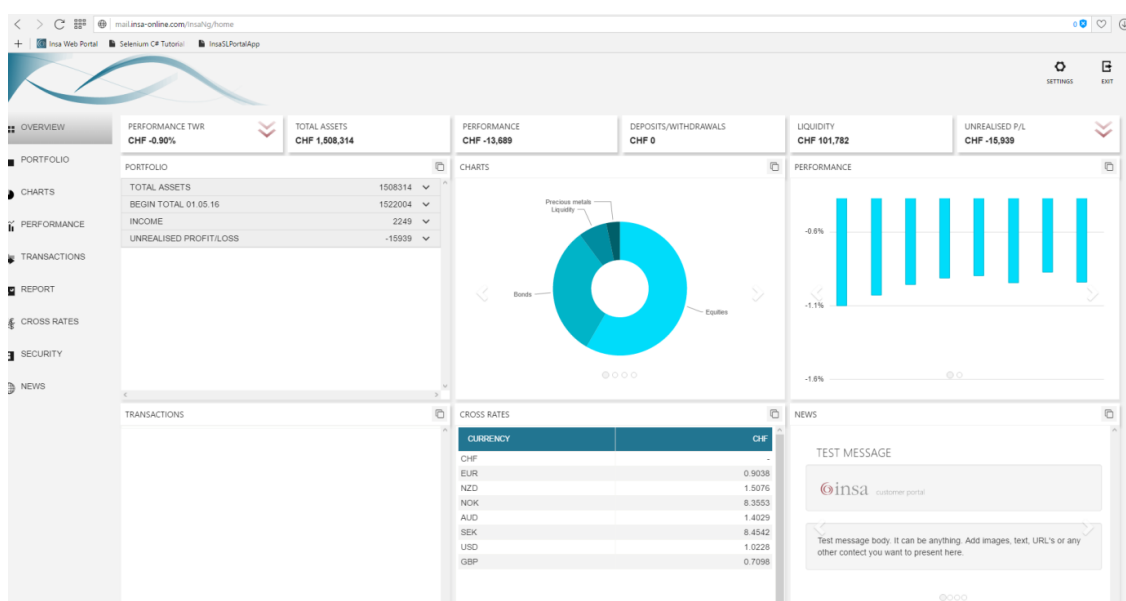 mail.insa-online.com/InsaNg/home
0
Insa Web Portal
Selenium C# Tutorial
InsaSLPortalApp
SETTINGS
EXIT
OVERVIEW
PORTFOLIO
CHARTS
PERFORMANCE
TRANSACTIONS
REPORT
CROSS RATES
SECURITY
NEWS
PERFORMANCE TWR
CHF -0.90%
TOTAL ASSETS
CHF 1,508,314
PERFORMANCE
CHF -13,689
DEPOSITS/WITHDRAWALS
CHF 0
LIQUIDITY
CHF 101,782
UNREALISED P/L
CHF -15,939
PORTFOLIO
TOTAL ASSETS 1508314
BEGIN TOTAL 01.05.16 1522004
INCOME 2249
UNREALISED PROFIT/LOSS -15939
CHARTS
Precious metals
Liquidity
Bonds
Equities
PERFORMANCE
-0.6%
-1.1%
-1.6%
TRANSACTIONS
CROSS RATES
CURRENCY CHF
CHF -
EUR 0.9038
NZD 1.5076
NOK 8.3553
AUD 1.4029
SEK 8.4542
USD 1.0228
GBP 0.7098
NEWS
TEST MESSAGE
insa customer portal
Test message body. It can be anything. Add images, text, URL's or any
other contect you want to present here.